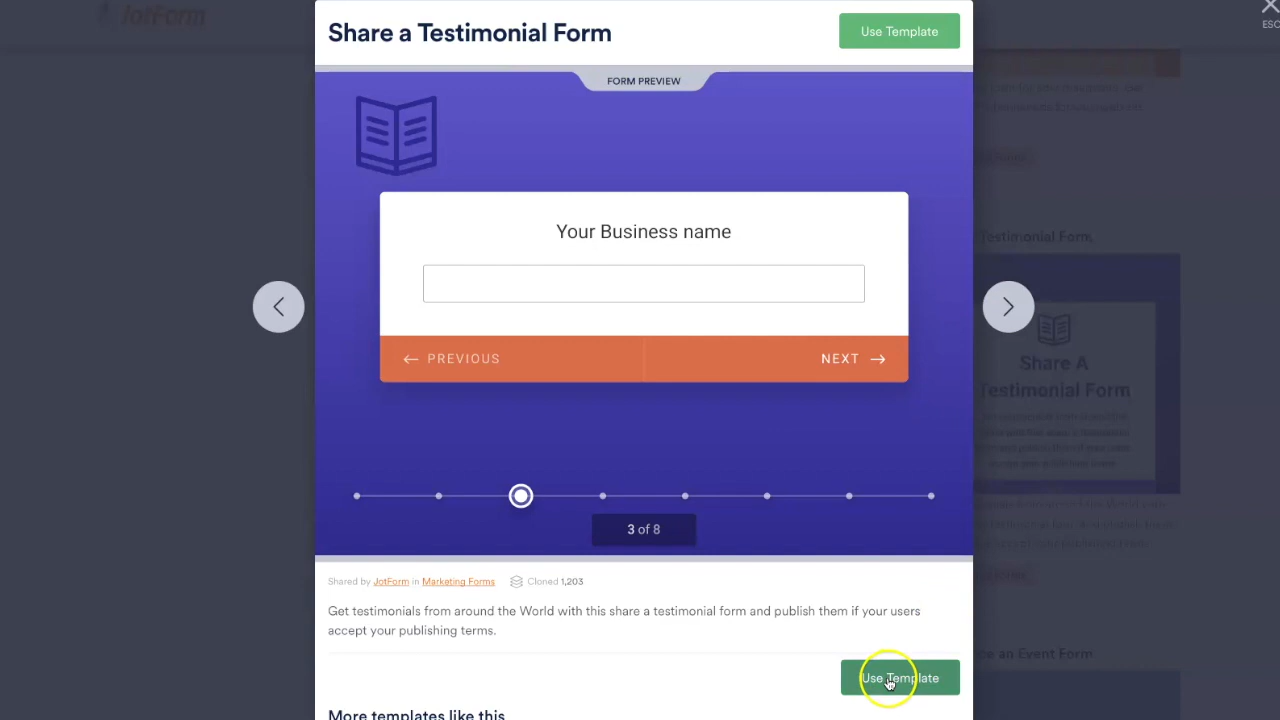 JotForm
ESC
Share a Testimonial Form
Use Template
FORM PREVIEW
Your Business name
← PREVIOUS
NEXT →
Testimonial Form
Share A
Testimonial Form
3 of 8
Shared by JotForm in Marketing Forms
Cloned 1,203
Get testimonials from around the World with this share a testimonial form and publish them if your users
accept your publishing terms.
an Event Form
Use Template
More templates like this